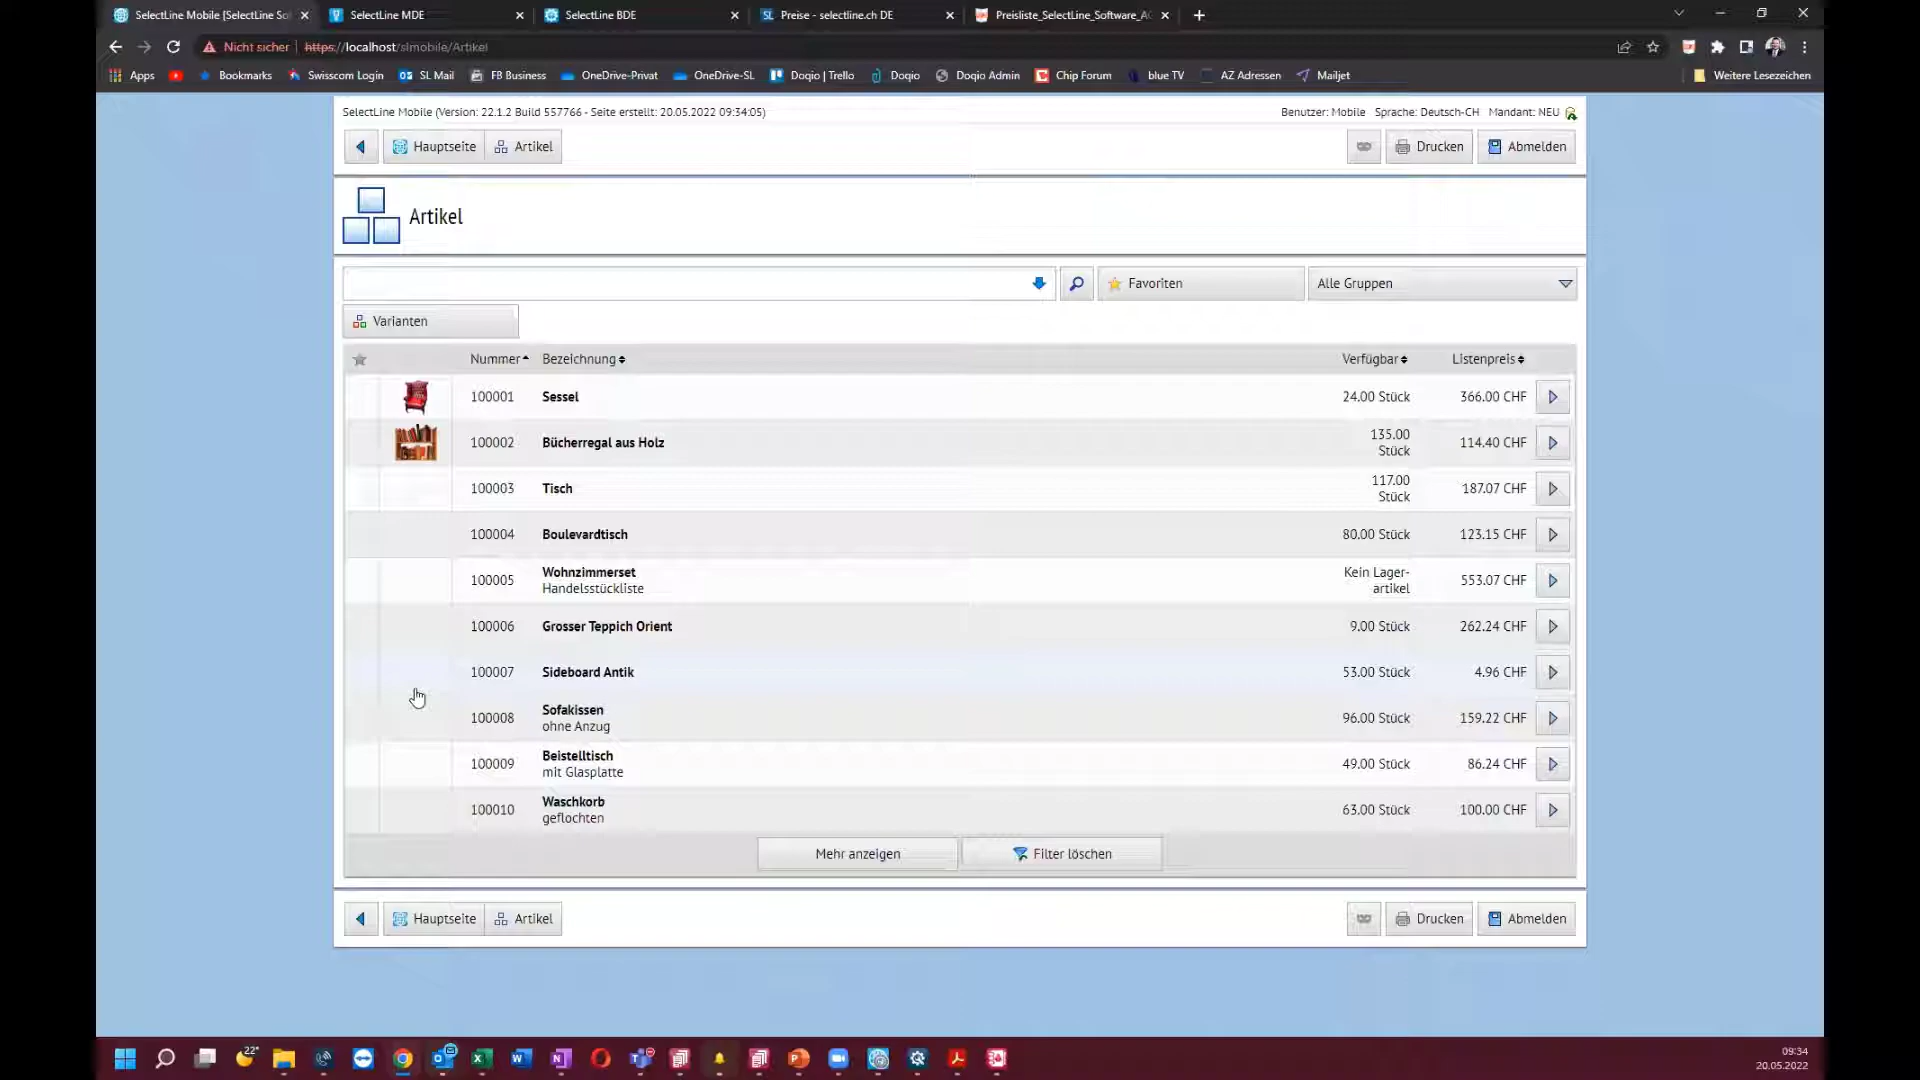 SelectLine Mobile [SelectLine So
SelectLine MDE
SelectLine BDE
SL Preise - selectline.ch DE
Preisliste_SelectLine_Software_A
Nicht sicher https://localhost/slmobile/Artikel
Apps Bookmarks Swisscom Login SL Mail FB Business OneDrive-Privat OneDrive-SL Doqio | Trello Doqio Doqio Admin Chip Forum blue TV AZ Adressen Mailjet Weitere Lesezeichen
SelectLine Mobile (Version: 22.1.2 Build 557766 - Seite erstellt: 20.05.2022 09:34:05) Benutzer: Mobile Sprache: Deutsch-CH Mandant: NEU
Hauptseite Artikel Drucken Abmelden
Artikel
Favoriten Alle Gruppen
Varianten
Nummer Bezeichnung Verfügbar Listenpreis
100001 Sessel 24.00 Stück 366.00 CHF
100002 Bücherregal aus Holz 135.00 Stück 114.40 CHF
100003 Tisch 117.00 Stück 187.07 CHF
100004 Boulevardtisch 80.00 Stück 123.15 CHF
100005 Wohnzimmerset Kein Lager- 553.07 CHF
Handelsstückliste artikel
100006 Grosser Teppich Orient 9.00 Stück 262.24 CHF
100007 Sideboard Antik 53.00 Stück 4.96 CHF
100008 Sofakissen 96.00 Stück 159.22 CHF
ohne Anzug
100009 Beistelltisch 49.00 Stück 86.24 CHF
mit Glasplatte
100010 Waschkorb 63.00 Stück 100.00 CHF
geflochten
Mehr anzeigen Filter löschen
Hauptseite Artikel Drucken Abmelden
22°
09:34
20.05.2022